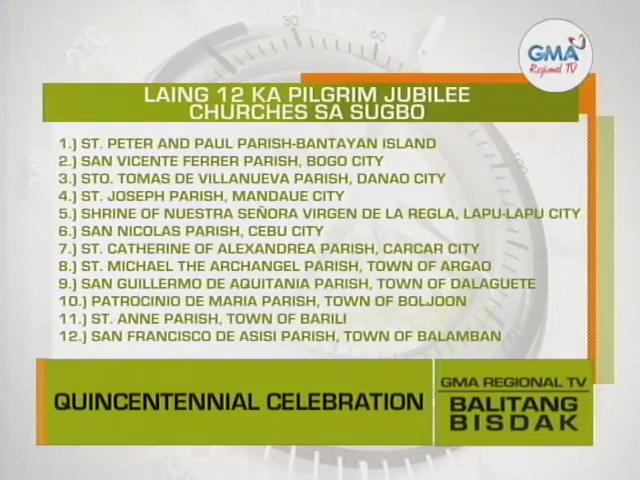 270
30
60
GMA
Regional TV
LAING 12 KA PILGRIM JUBILEE
CHURCHES SA SUGBO
1.) ST. PETER AND PAUL PARISH-BANTAYAN ISLAND
2.) SAN VICENTE FERRER PARISH, BOGO CITY
3.) STO. TOMAS DE VILLANUEVA PARISH, DANAO CITY
4.) ST. JOSEPH PARISH, MANDAUE CITY
5.) SHRINE OF NUESTRA SEÑORA VIRGEN DE LA REGLA, LAPU-LAPU CITY
6.) SAN NICOLAS PARISH, CEBU CITY
7.) ST. CATHERINE OF ALEXANDREA PARISH, CARCAR CITY
8.) ST. MICHAEL THE ARCHANGEL PARISH, TOWN OF ARGAO
9.) SAN GUILLERMO DE AQUITANIA PARISH, TOWN OF DALAGUETE
10.) PATROCINIO DE MARIA PARISH, TOWN OF BOLJOON
11.) ST. ANNE PARISH, TOWN OF BARILI
12.) SAN FRANCISCO DE ASISI PARISH, TOWN OF BALAMBAN
QUINCENTENNIAL CELEBRATION
GMA REGIONAL TV
BALITANG
BISDAK